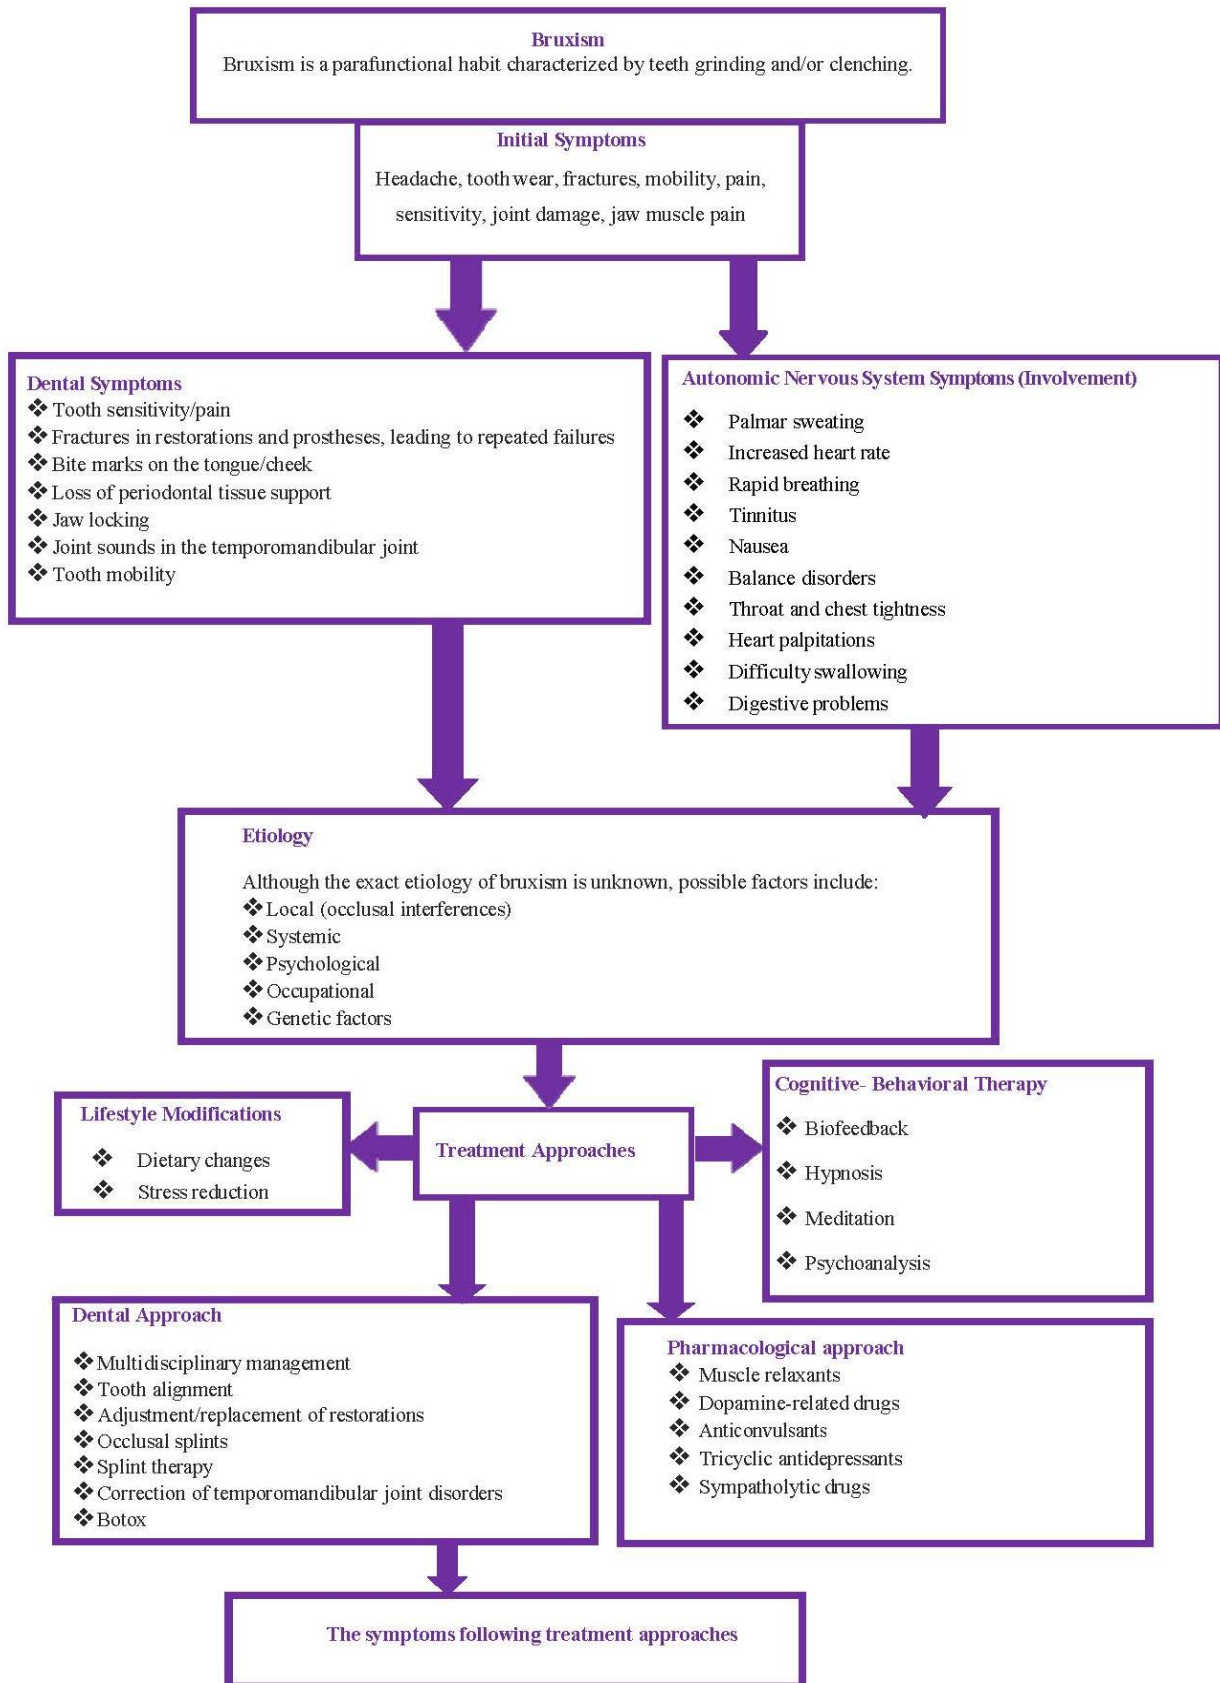 Bruxism
Bruxism is a parafunctional habit characterized by teeth grinding and/or clenching.
Initial Symptoms
Headache, tooth wear, fractures, mobility, pain,
sensitivity, joint damage, jaw muscle pain
Dental Symptoms
❖ Tooth sensitivity/pain
❖ Fractures in restorations and prostheses, leading to repeated failures
❖ Bite marks on the tongue/cheek
❖ Loss of periodontal tissue support
❖ Jaw locking
❖ Joint sounds in the temporomandibular joint
❖ Tooth mobility
Autonomic Nervous System Symptoms (Involvement)
❖ Palmar sweating
❖ Increased heart rate
❖ Rapid breathing
❖ Tinnitus
❖ Nausea
❖ Balance disorders
❖ Throat and chest tightness
❖ Heart palpitations
❖ Difficulty swallowing
❖ Digestive problems
Etiology
Although the exact etiology of bruxism is unknown, possible factors include:
❖ Local (occlusal interferences)
❖ Systemic
❖ Psychological
❖ Occupational
❖ Genetic factors
Treatment Approaches
Lifestyle Modifications
❖ Dietary changes
❖ Stress reduction
Cognitive- Behavioral Therapy
❖ Biofeedback
❖ Hypnosis
❖ Meditation
❖ Psychoanalysis
Dental Approach
❖ Multidisciplinary management
❖ Tooth alignment
❖ Adjustment/replacement of restorations
❖ Occlusal splints
❖ Splint therapy
❖ Correction of temporomandibular joint disorders
❖ Botox
Pharmacological approach
❖ Muscle relaxants
❖ Dopamine-related drugs
❖ Anticonvulsants
❖ Tricyclic antidepressants
❖ Sympatholytic drugs
The symptoms following treatment approaches